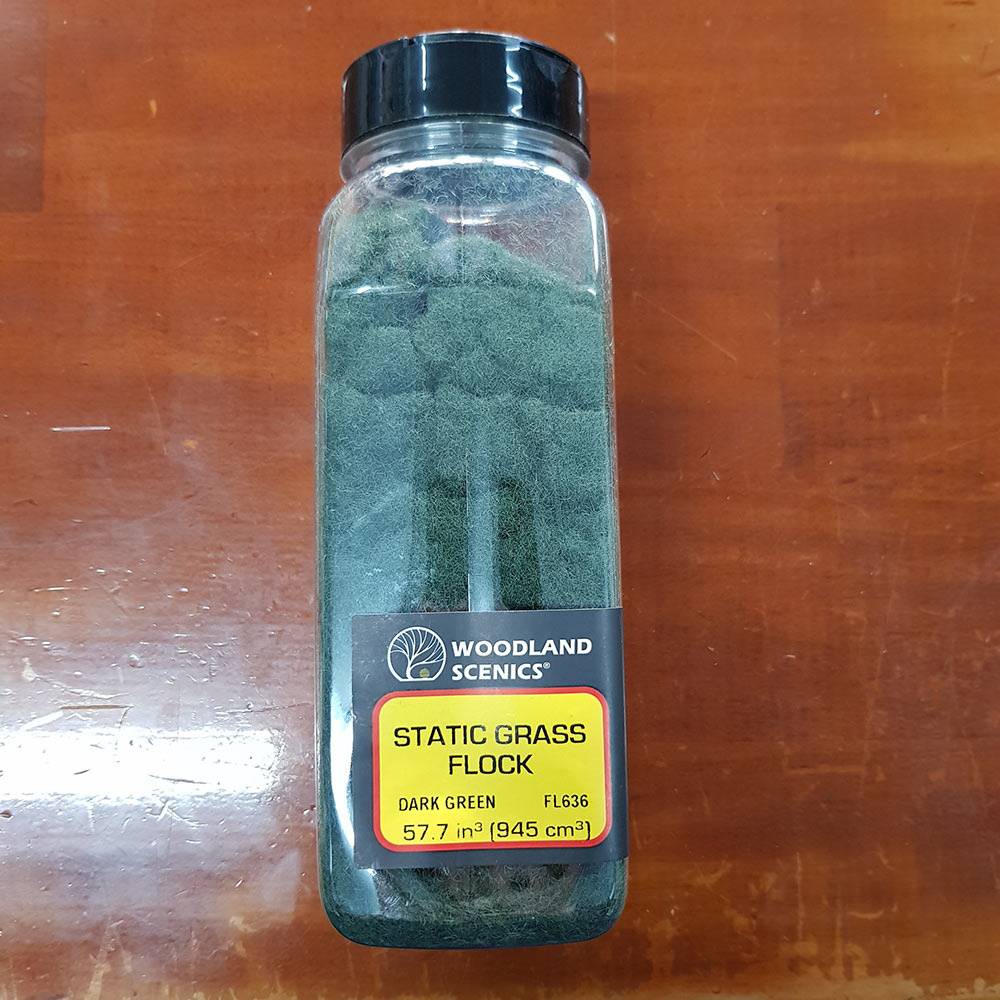 WOODLAND
SCENICS®
STATIC GRASS
FLOCK
DARK GREEN FL636
57.7 in³ (945 cm³)